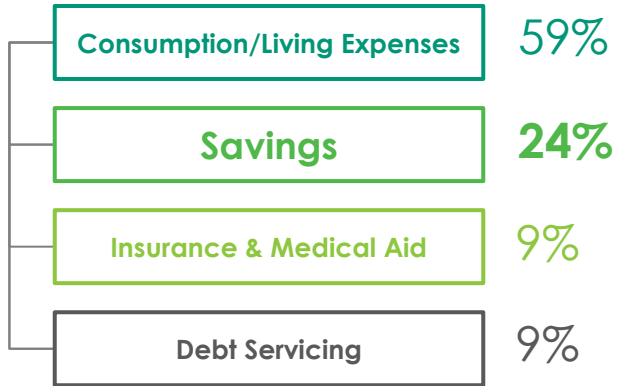 Consumption/Living Expenses 59%
Savings 24%
Insurance & Medical Aid 9%
Debt Servicing 9%